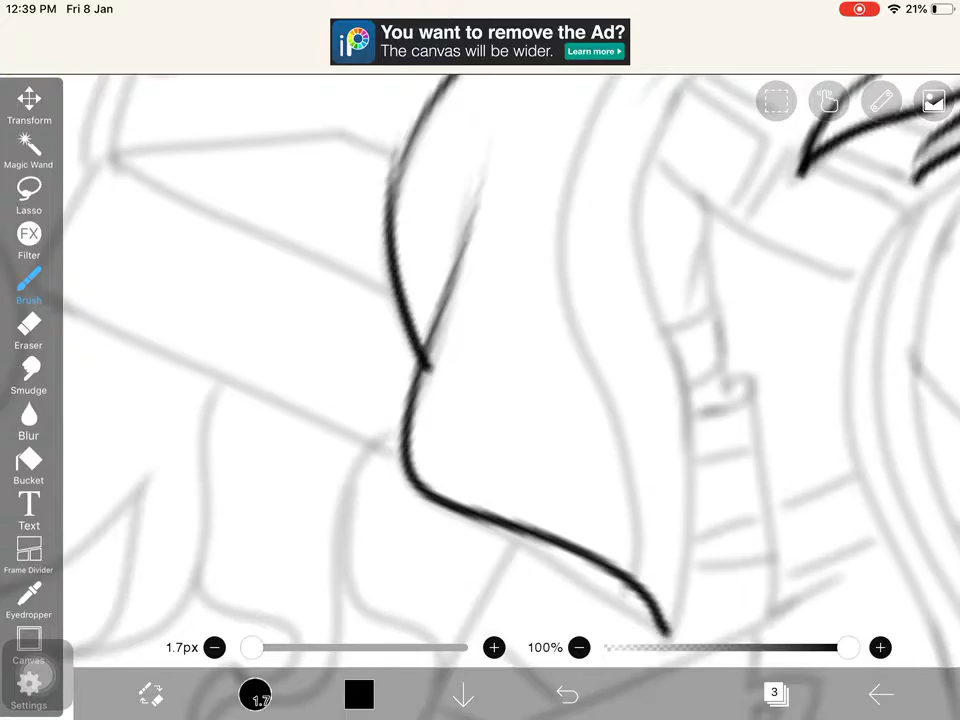 12:39 PM Fri 8 Jan
21%
iP
You want to remove the Ad?
The canvas will be wider.
Learn more
Transform
Magic Wand
Lasso
FX
Filter
Brush
Eraser
Smudge
Blur
Bucket
T
Text
Frame Divider
Eyedropper
Canvas
Settings
1.7px
100%
1.7
3